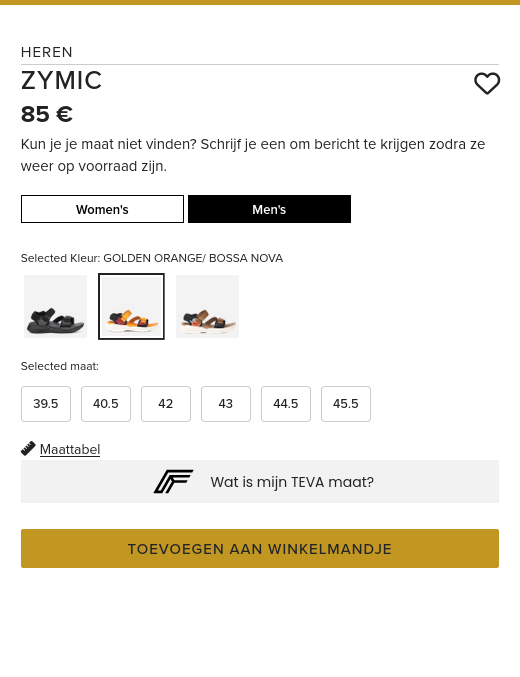 HEREN
ZYMIC
85 €
Kun je je maat niet vinden? Schrijf je een om bericht te krijgen zodra ze
weer op voorraad zijn.
Women's Men's
Selected Kleur: GOLDEN ORANGE/ BOSSA NOVA
Selected maat:
39.5 40.5 42 43 44.5 45.5
Maattabel
Wat is mijn TEVA maat?
TOEVOEGEN AAN WINKELMANDJE